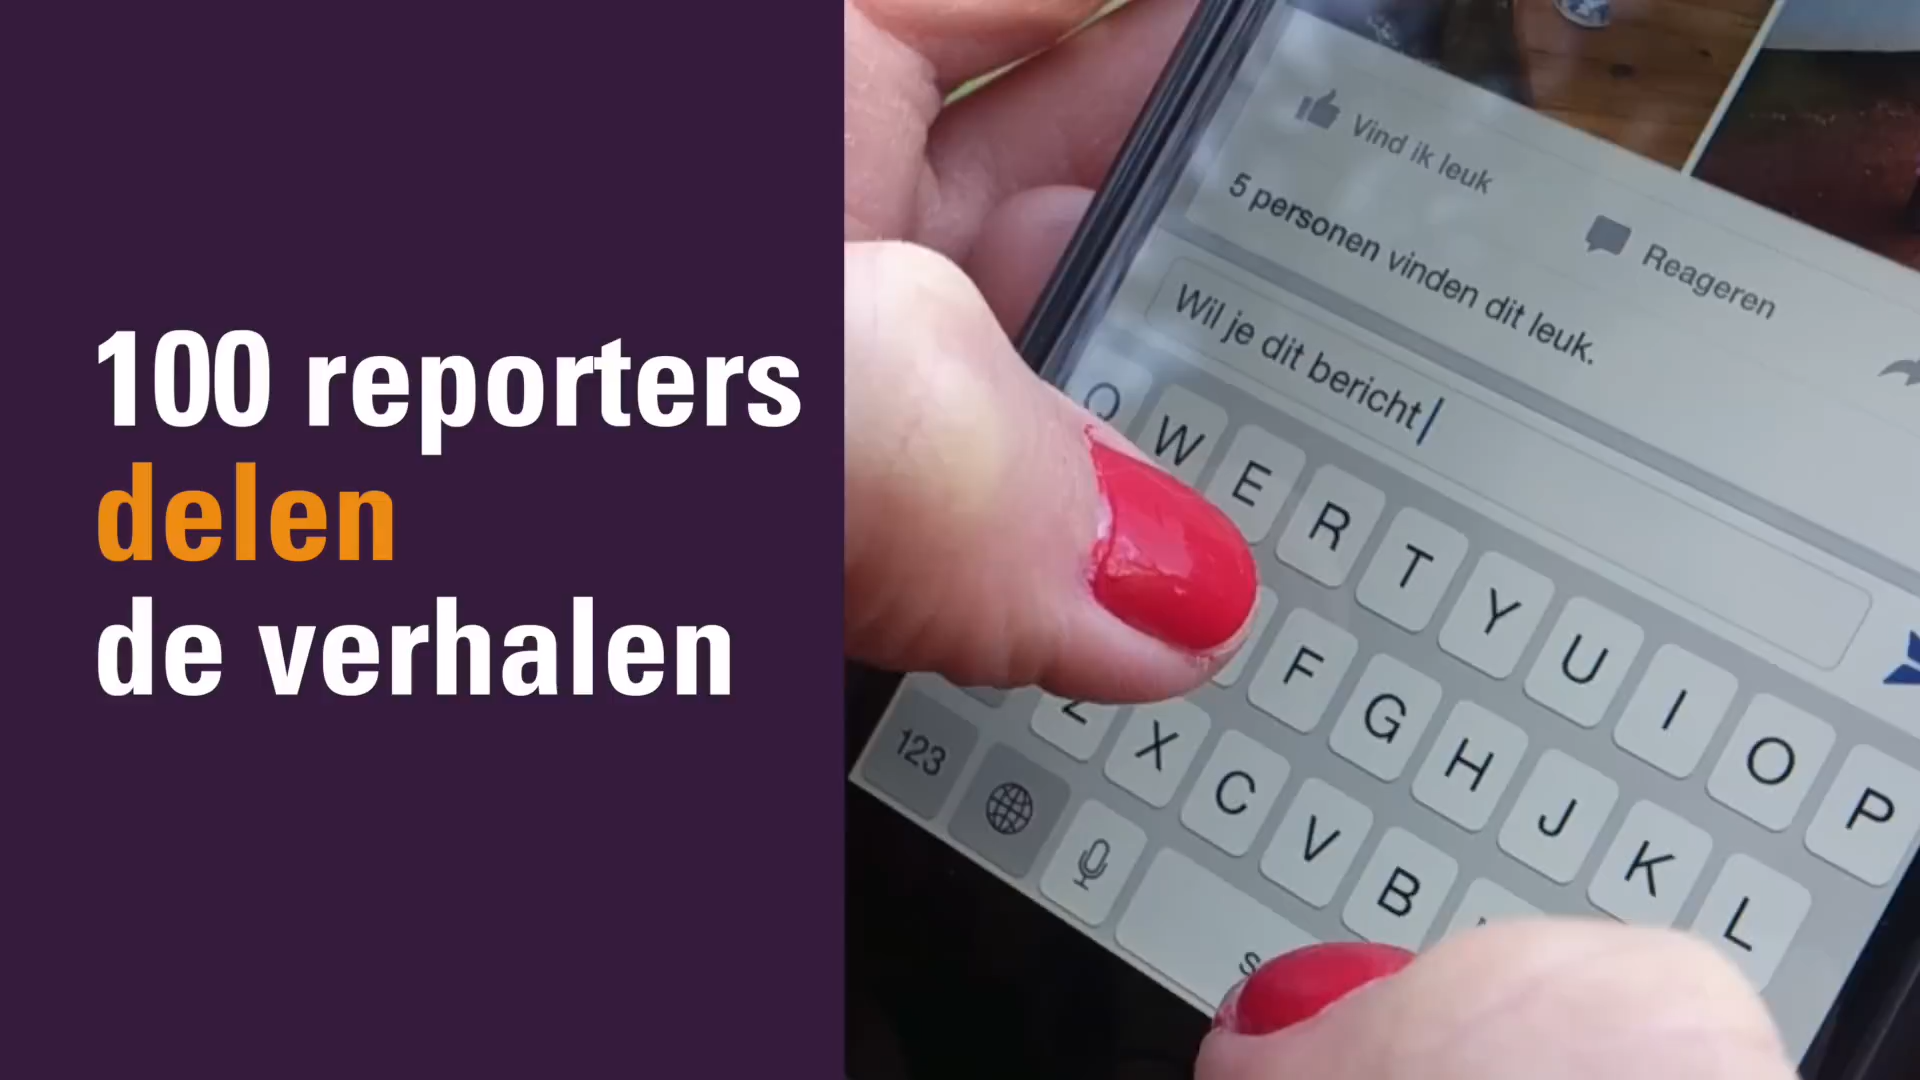 100 reporters
delen
de verhalen
Vind ik leuk
Reageren
5 personen vinden dit leuk.
Wil je dit bericht
Q W E R T Y U I O P
F G H J K L
Z X C V B
123